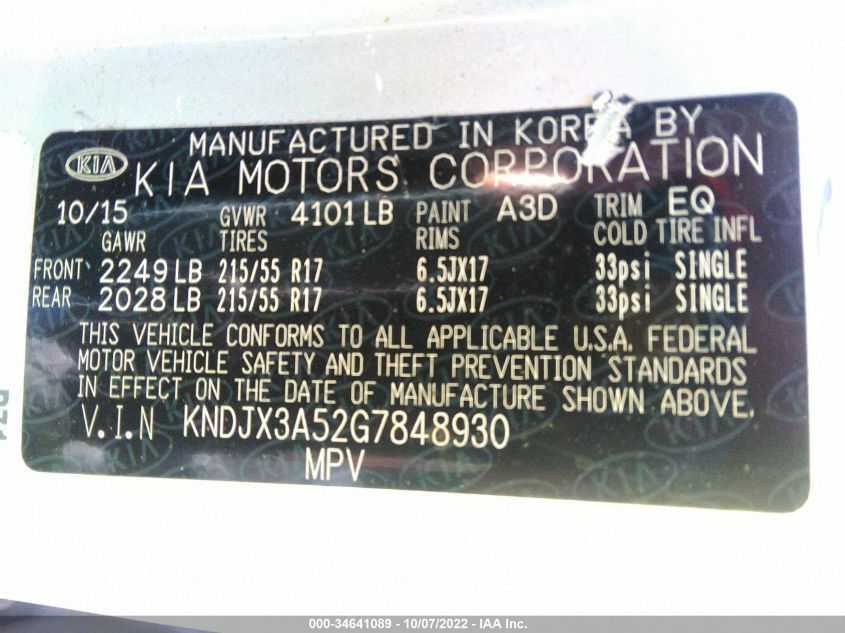 MANUFACTURED IN KOREA BY
KIA KIA MOTORS CORPORATION
10/15 GVWR 4101 LB PAINT A3D TRIM EQ
GAWR TIRES RIMS COLD TIRE INFL
FRONT 2249 LB 215/55 R17 6.5JX17 33psi SINGLE
REAR 2028 LB 215/55 R17 6.5JX17 33psi SINGLE
THIS VEHICLE CONFORMS TO ALL APPLICABLE U.S.A. FEDERAL
MOTOR VEHICLE SAFETY AND THEFT PREVENTION STANDARDS
IN EFFECT ON THE DATE OF MANUFACTURE SHOWN ABOVE.
V.I.N KNDJX3A52G7848930
MPV
000-34641089 - 10/07/2022 - IAA Inc.